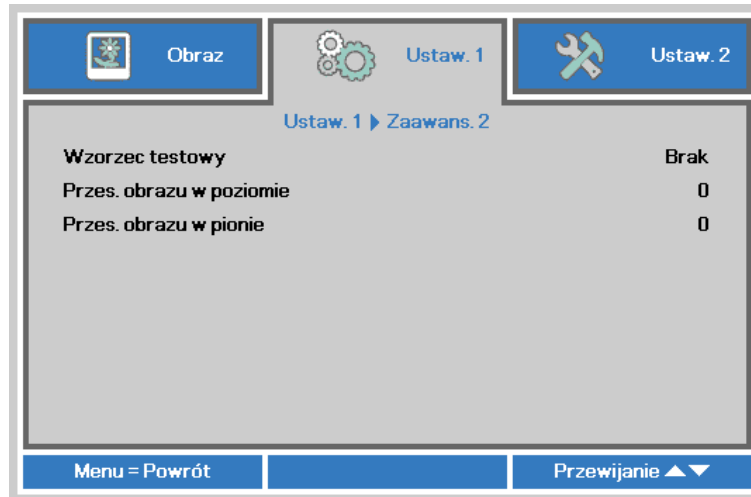 Obraz
Ustaw. 1
Ustaw. 2
Ustaw. 1 ▶ Zaawans. 2
Wzorzec testowy Brak
Przes. obrazu w poziomie 0
Przes. obrazu w pionie 0
Menu = Powrót
Przewijanie ▲▼